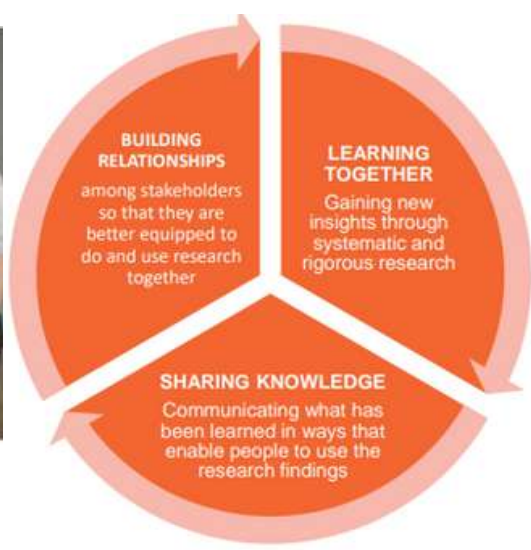 BUILDING
RELATIONSHIPS
among stakeholders
so that they are
better equipped to
do and use research
together
LEARNING
TOGETHER
Gaining new
insights through
systematic and
rigorous research
SHARING KNOWLEDGE
Communicating what has
been learned in ways that
enable people to use the
research findings